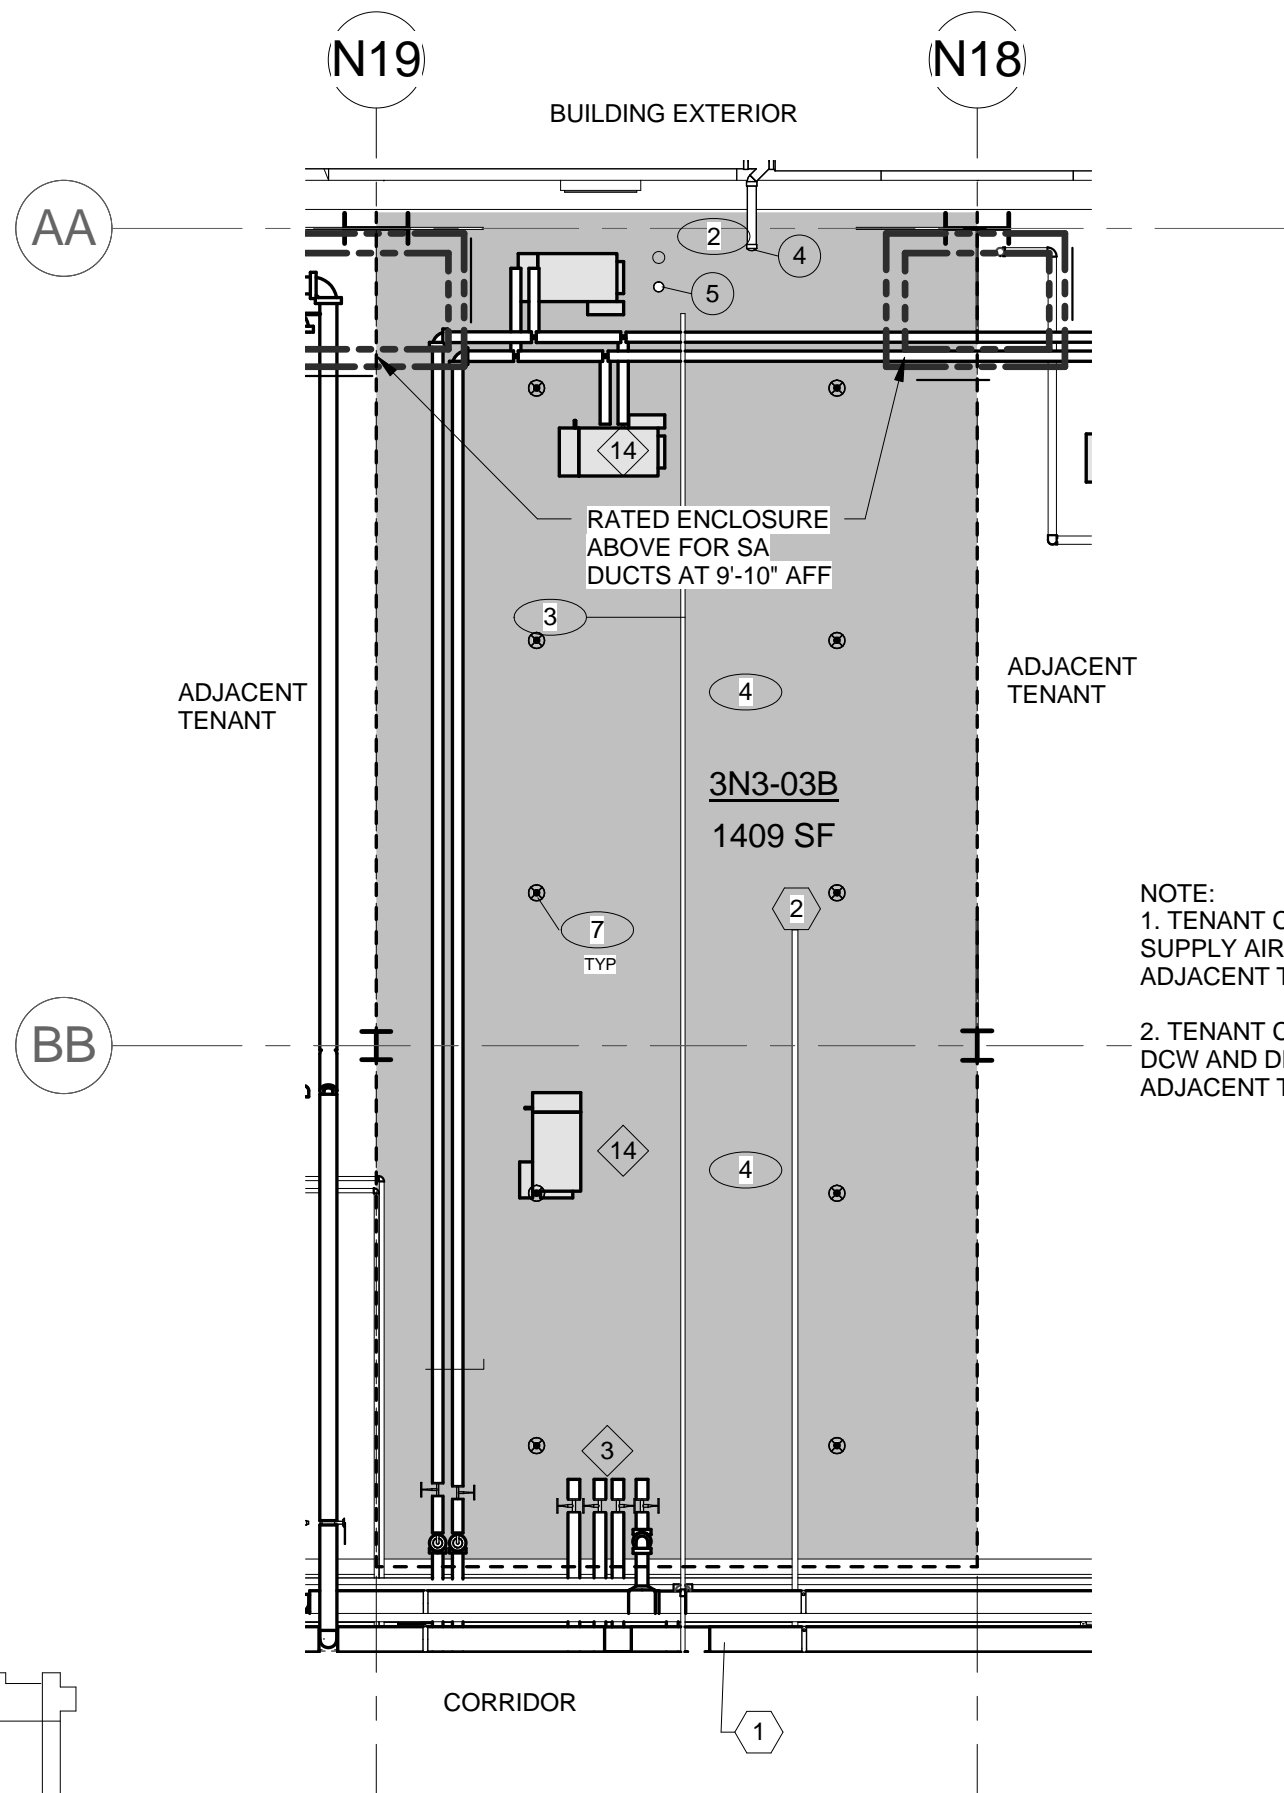 N19
N18
BUILDING EXTERIOR
AA
2
4
5
14
RATED ENCLOSURE
ABOVE FOR SA
DUCTS AT 9'-10" AFF
3
ADJACENT
TENANT
4
ADJACENT
TENANT
3N3-03B
1409 SF
2
7
TYP
NOTE:
1. TENANT
SUPPLY AIR
ADJACENT
2. TENANT
DCW AND
ADJACENT
BB
14
4
3
CORRIDOR
1